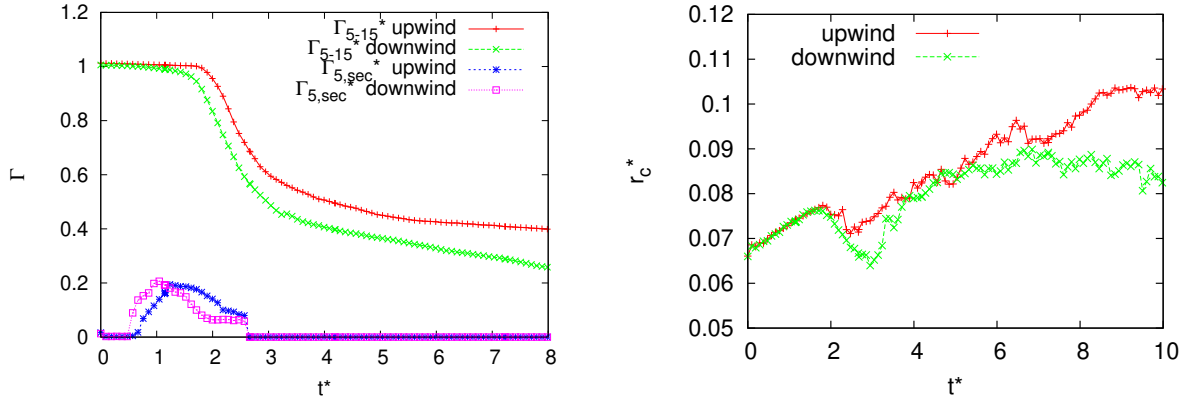 Γ5-15* upwind
Γ5-15* downwind
Γ5,sec* upwind
Γ5,sec* downwind
1.2
1
0.8
0.6
0.4
0.2
0
Γ
0 1 2 3 4 5 6 7 8
t*
upwind
downwind
0.12
0.11
0.1
0.09
0.08
0.07
0.06
0.05
rc*
0 2 4 6 8 10
t*